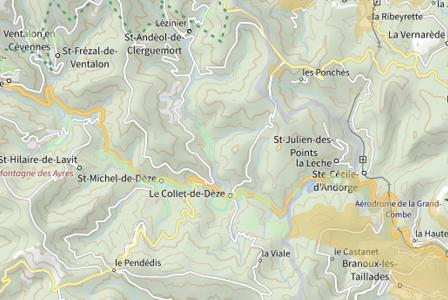 la Ribeyrette
Lézinier
Ventalon en
Cévennes
St-Andéol-de-
Clerguemort
la Vernarède
St-Frézal-de-
Ventalon
les Ponchés
St-Julien-des-
Points
St-Hilaire-de-Lavit
la Lèche
Montagne des Ayres
St-Michel-de-Dèze
Ste-Cécile-
d'Andorge
Le Collet-de-Dèze
Aérodrome de la Grand-
Combe
la Haute
la Viale
le Castanet
le Pendédis
Branoux-les-
Taillades